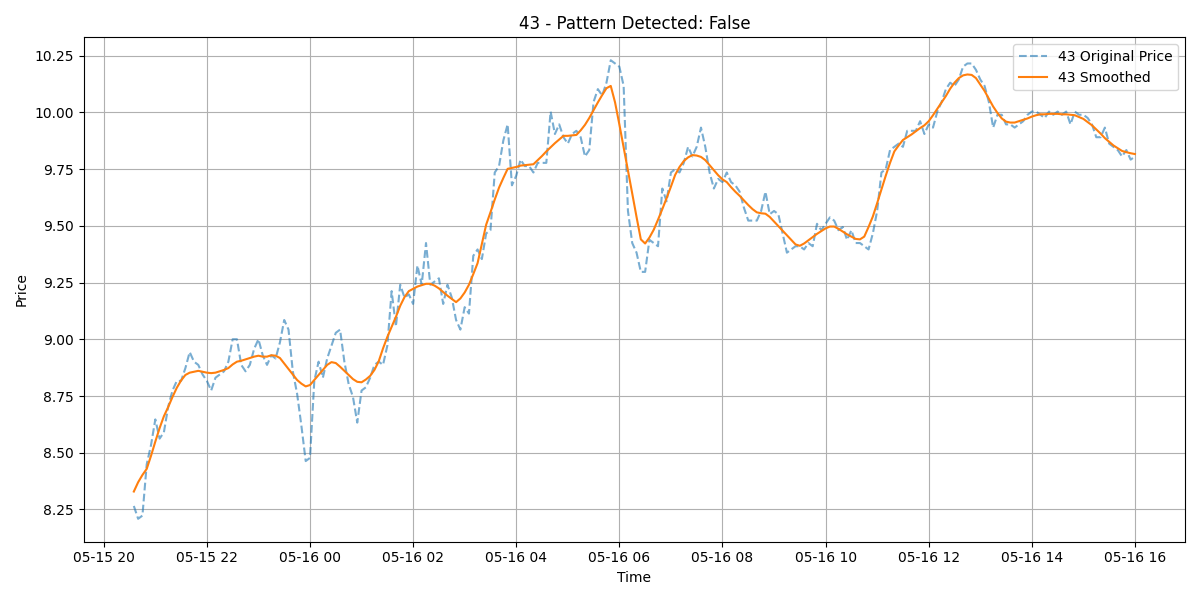 43 - Pattern Detected: False
43 Original Price
43 Smoothed
Price
10.25
10.00
9.75
9.50
9.25
9.00
8.75
8.50
8.25
05-15 20 05-15 22 05-16 00 05-16 02 05-16 04 05-16 06 05-16 08 05-16 10 05-16 12 05-16 14 05-16 16
Time